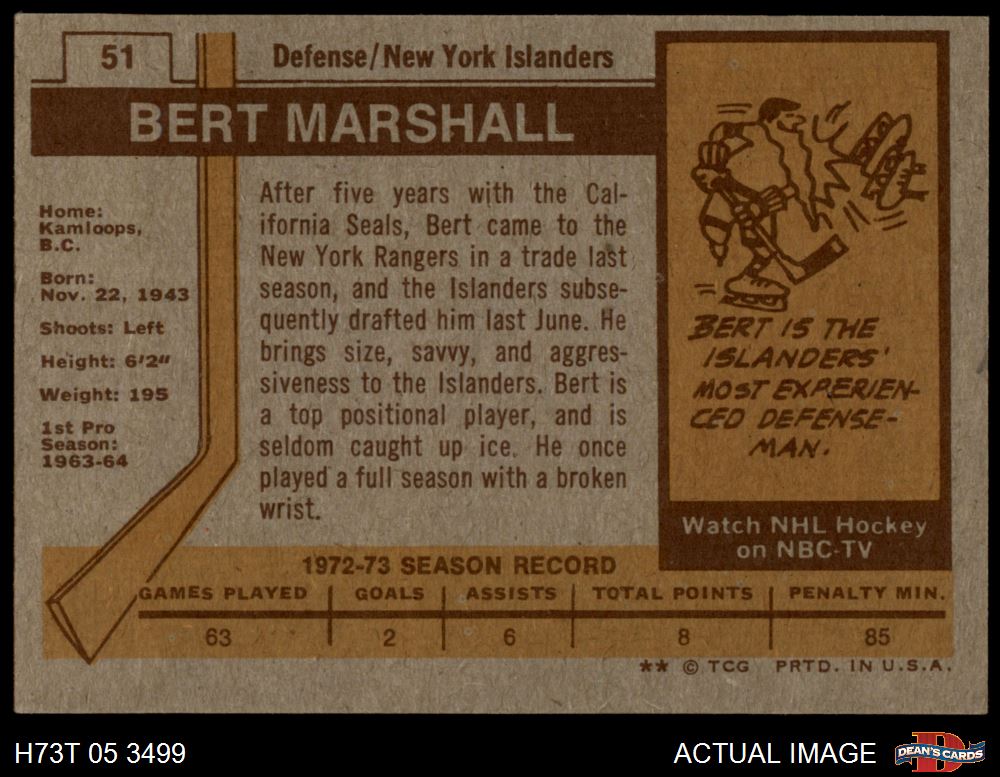 51
Defense/New York Islanders
BERT MARSHALL
Home:
Kamloops,
B.C.
Born:
Nov. 22, 1943
Shoots: Left
Height: 6'2"
Weight: 195
1st Pro
Season:
1963-64
After five years with the Cal-
ifornia Seals, Bert came to the
New York Rangers in a trade last
season, and the Islanders subse-
quently drafted him last June. He
brings size, savvy, and aggres-
siveness to the Islanders. Bert is
a top positional player, and is
seldom caught up ice. He once
played a full season with a broken
wrist.
BERT IS THE
ISLANDERS'
MOST EXPERIEN-
CED DEFENSE-
MAN.
Watch NHL Hockey
on NBC-TV
1972-73 SEASON RECORD
GAMES PLAYED GOALS ASSISTS TOTAL POINTS PENALTY MIN.
63 2 6 8 85
** © TCG PRTD. IN U.S.A.
H73T 05 3499
ACTUAL IMAGE
D
DEAN'S CARDS